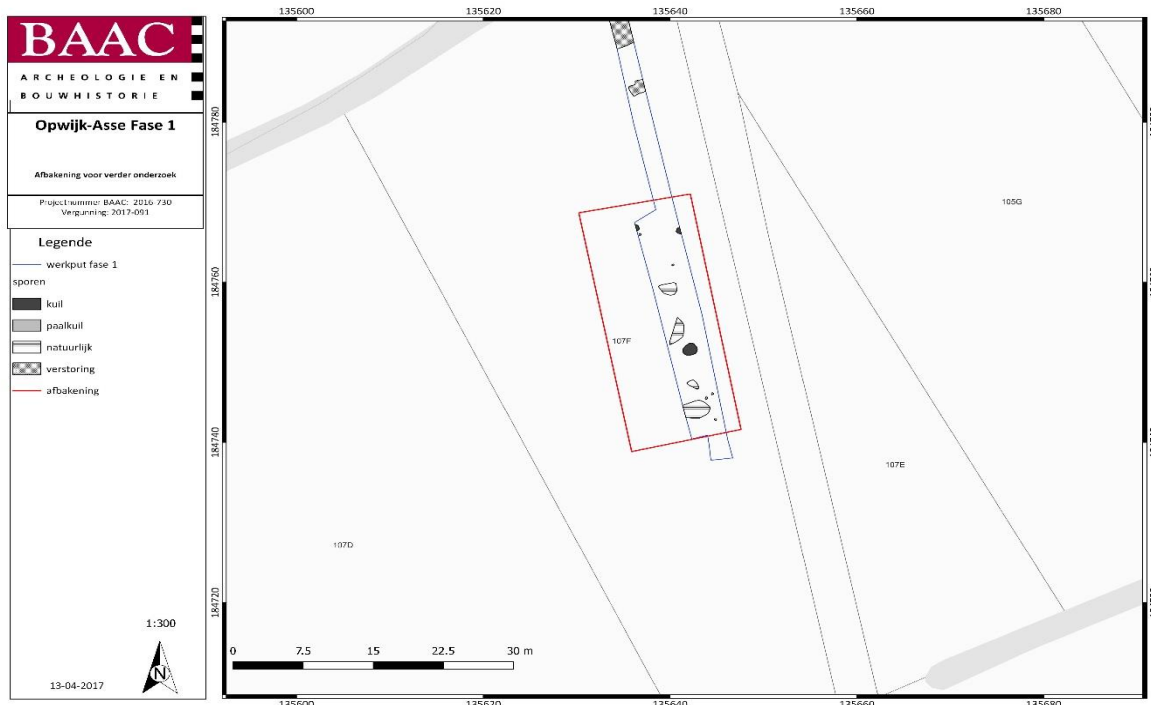 BAAC
ARCHEOLOGIE EN
BOUWHISTORIE
Opwijk-Asse Fase 1
Afbakening voor verder onderzoek
Projectnummer BAAC: 2016-730
Vergunning: 2017-091
Legende
werkput fase 1
sporen
kuil
paalkuil
natuurlijk
verstoring
afbakening
1:300
N
13-04-2017
135600 135620 135640 135660 135680
184780
184760
184740
184720
105G
107F
107E
107D
0 7.5 15 22.5 30 m
135600 135620 135640 135660 135680